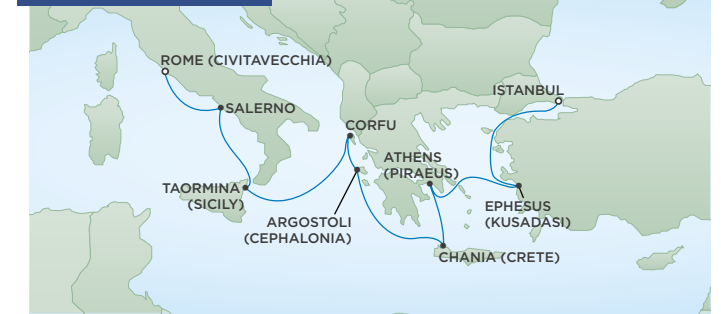 ROME (CIVITAVECCHIA)
ISTANBUL
SALERNO
CORFU
ATHENS
(PIRAEUS)
TAORMINA
(SICILY)
ARGOSTOLI
(CEPHALONIA)
EPHESUS
(KUSADASI)
CHANIA (CRETE)